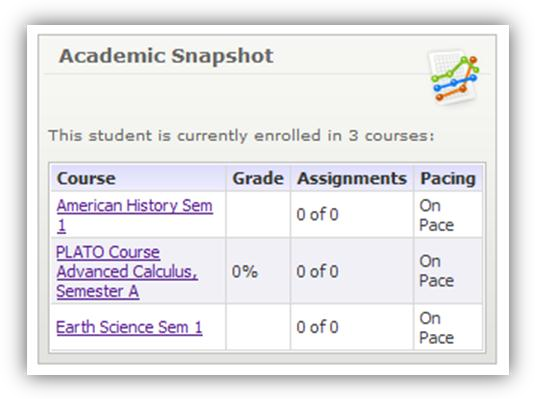 Academic Snapshot
This student is currently enrolled in 3 courses:
Course Grade Assignments Pacing
American History Sem 1 0 of 0 On Pace
PLATO Course Advanced Calculus, Semester A 0% 0 of 0 On Pace
Earth Science Sem 1 0 of 0 On Pace